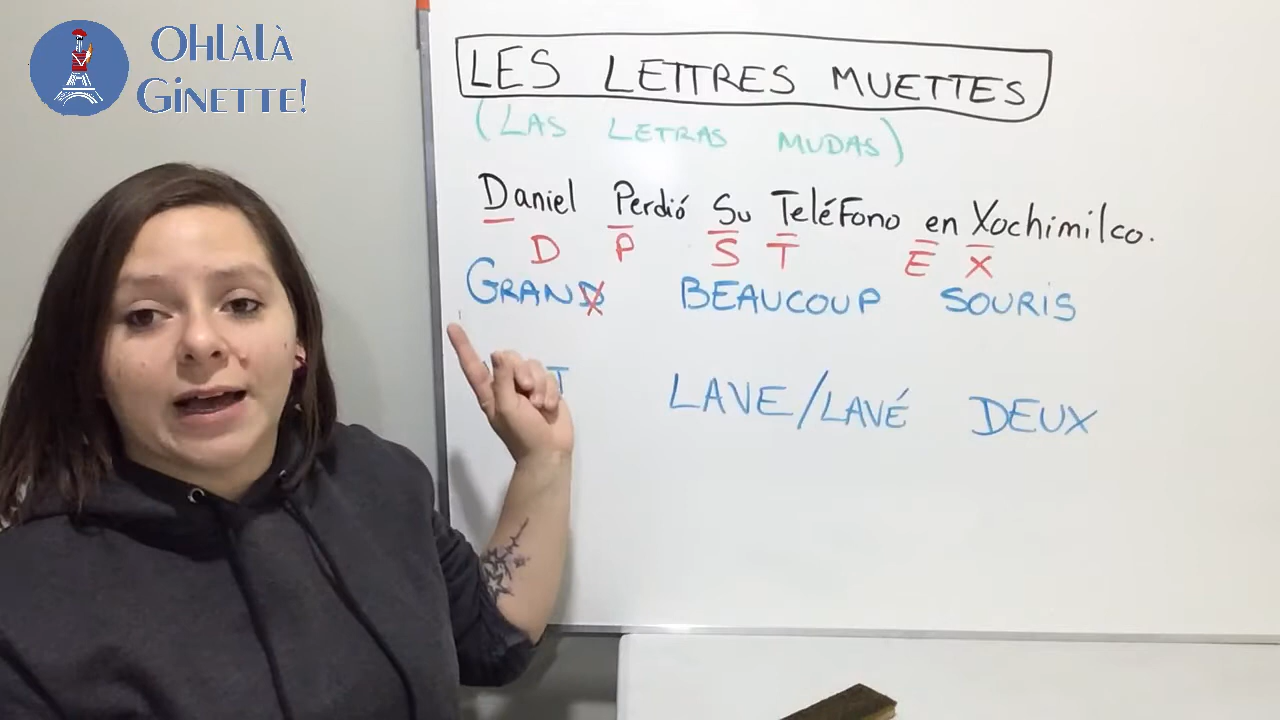 OHLÀLÀ
GINETTE!
LES LETTRES MUETTES
(LAS LETRAS MUDAS)
Daniel Perdió Su Teléfono en Xochimilco.
D P S T E X
GRAND BEAUCOUP SOURIS
LAVE/LAVÉ DEUX